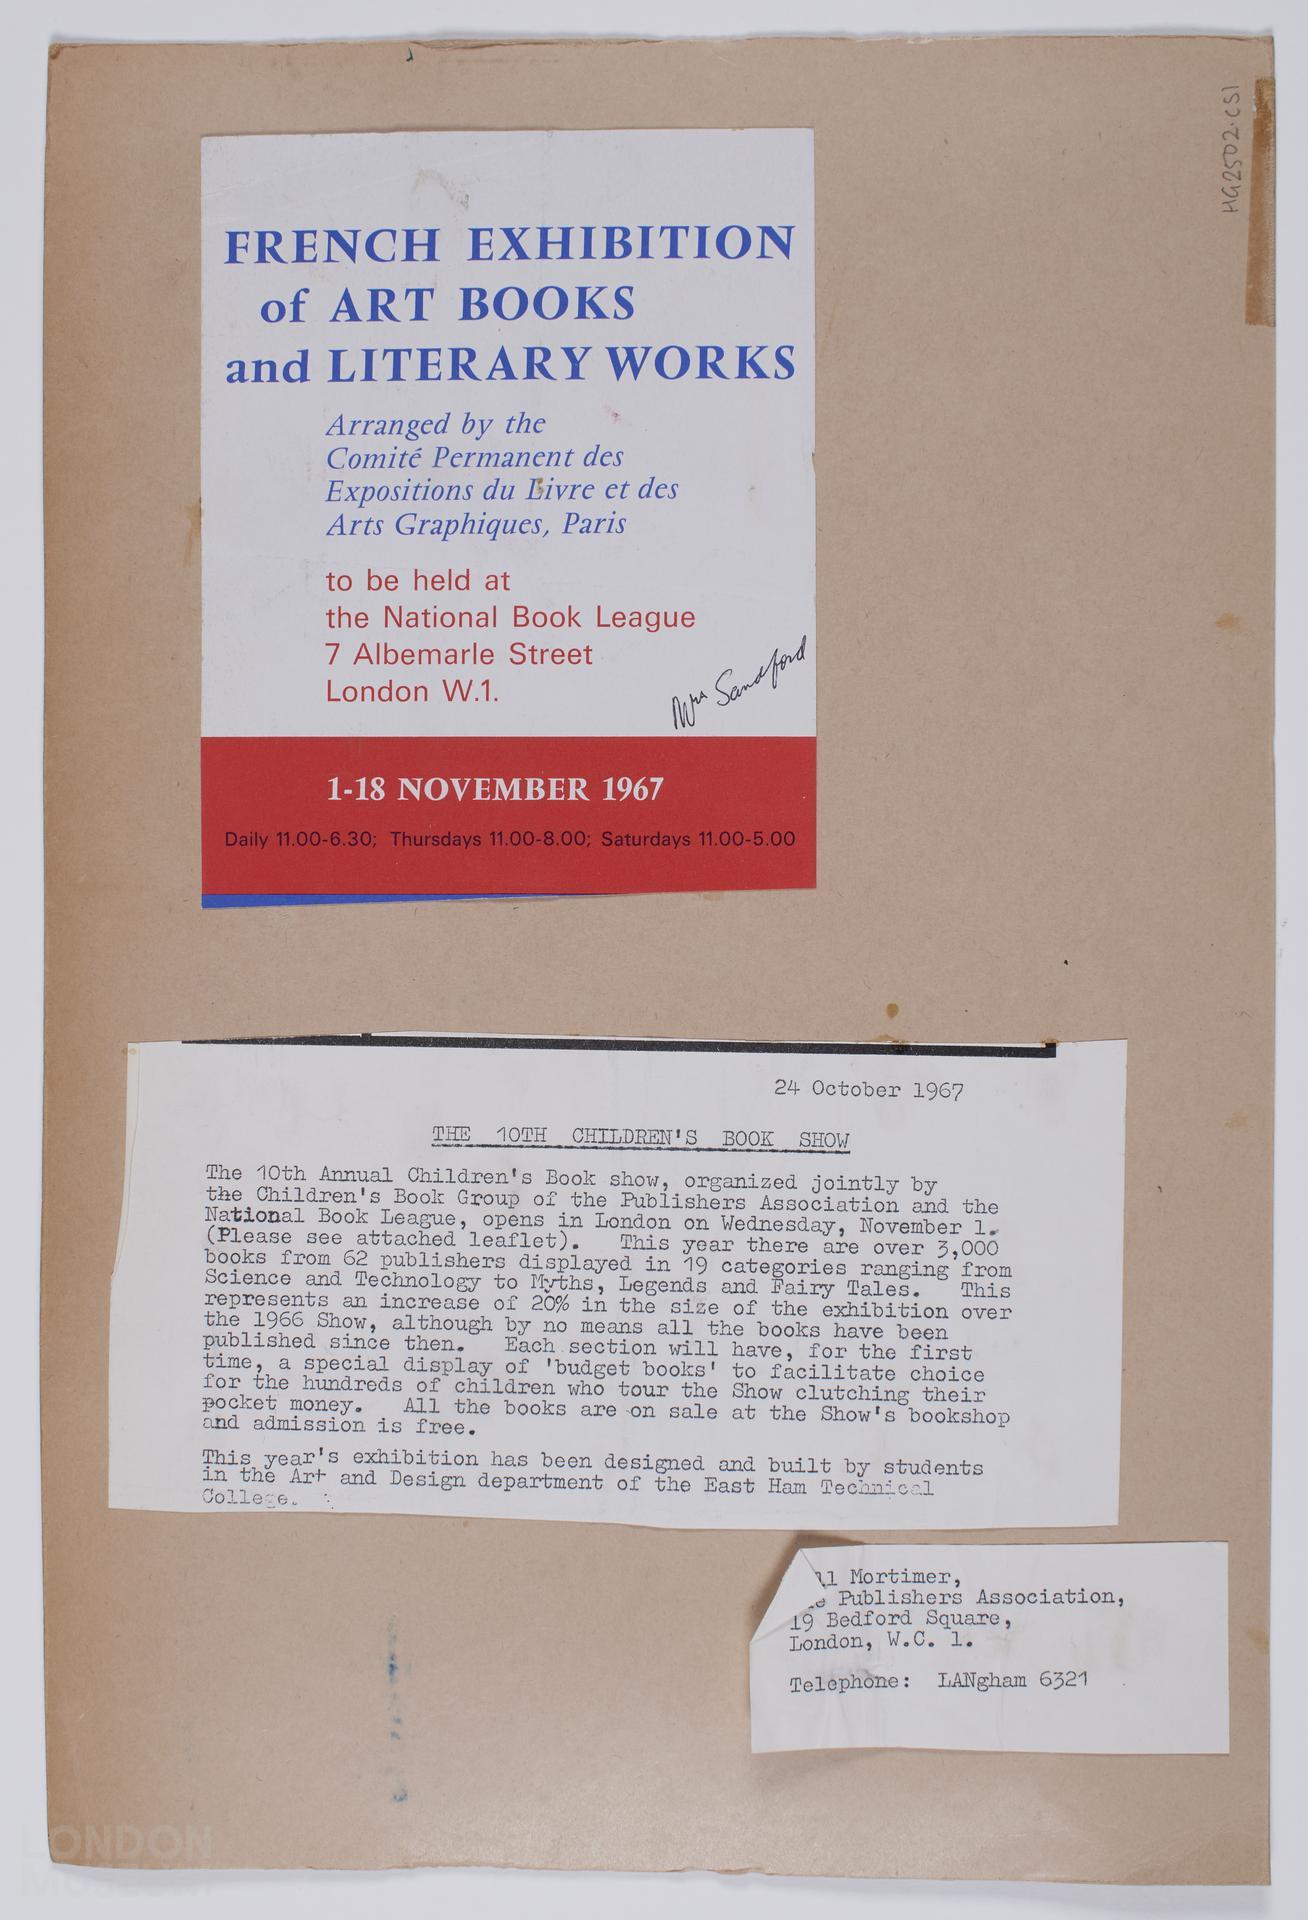 HG2502.CS1
FRENCH EXHIBITION
of ART BOOKS
and LITERARY WORKS
Arranged by the
Comité Permanent des
Expositions du Livre et des
Arts Graphiques, Paris
to be held at
the National Book League
7 Albemarle Street
London W.1.
Mrs Sandford
1-18 NOVEMBER 1967
Daily 11.00-6.30; Thursdays 11.00-8.00; Saturdays 11.00-5.00
24 October 1967
THE 10TH CHILDREN'S BOOK SHOW
The 10th Annual Children's Book show, organized jointly by
the Children's Book Group of the Publishers Association and the
National Book League, opens in London on Wednesday, November 1.
(Please see attached leaflet). This year there are over 3,000
books from 62 publishers displayed in 19 categories ranging from
Science and Technology to Myths, Legends and Fairy Tales. This
represents an increase of 20% in the size of the exhibition over
the 1966 Show, although by no means all the books have been
published since then. Each section will have, for the first
time, a special display of 'budget books' to facilitate choice
for the hundreds of children who tour the Show clutching their
pocket money. All the books are on sale at the Show's bookshop
and admission is free.
This year's exhibition has been designed and built by students
in the Art and Design department of the East Ham Technical
College.
Mortimer,
Publishers Association,
19 Bedford Square,
London, W.C. 1.
Telephone: LANgham 6321
LONDON
MUSEUM